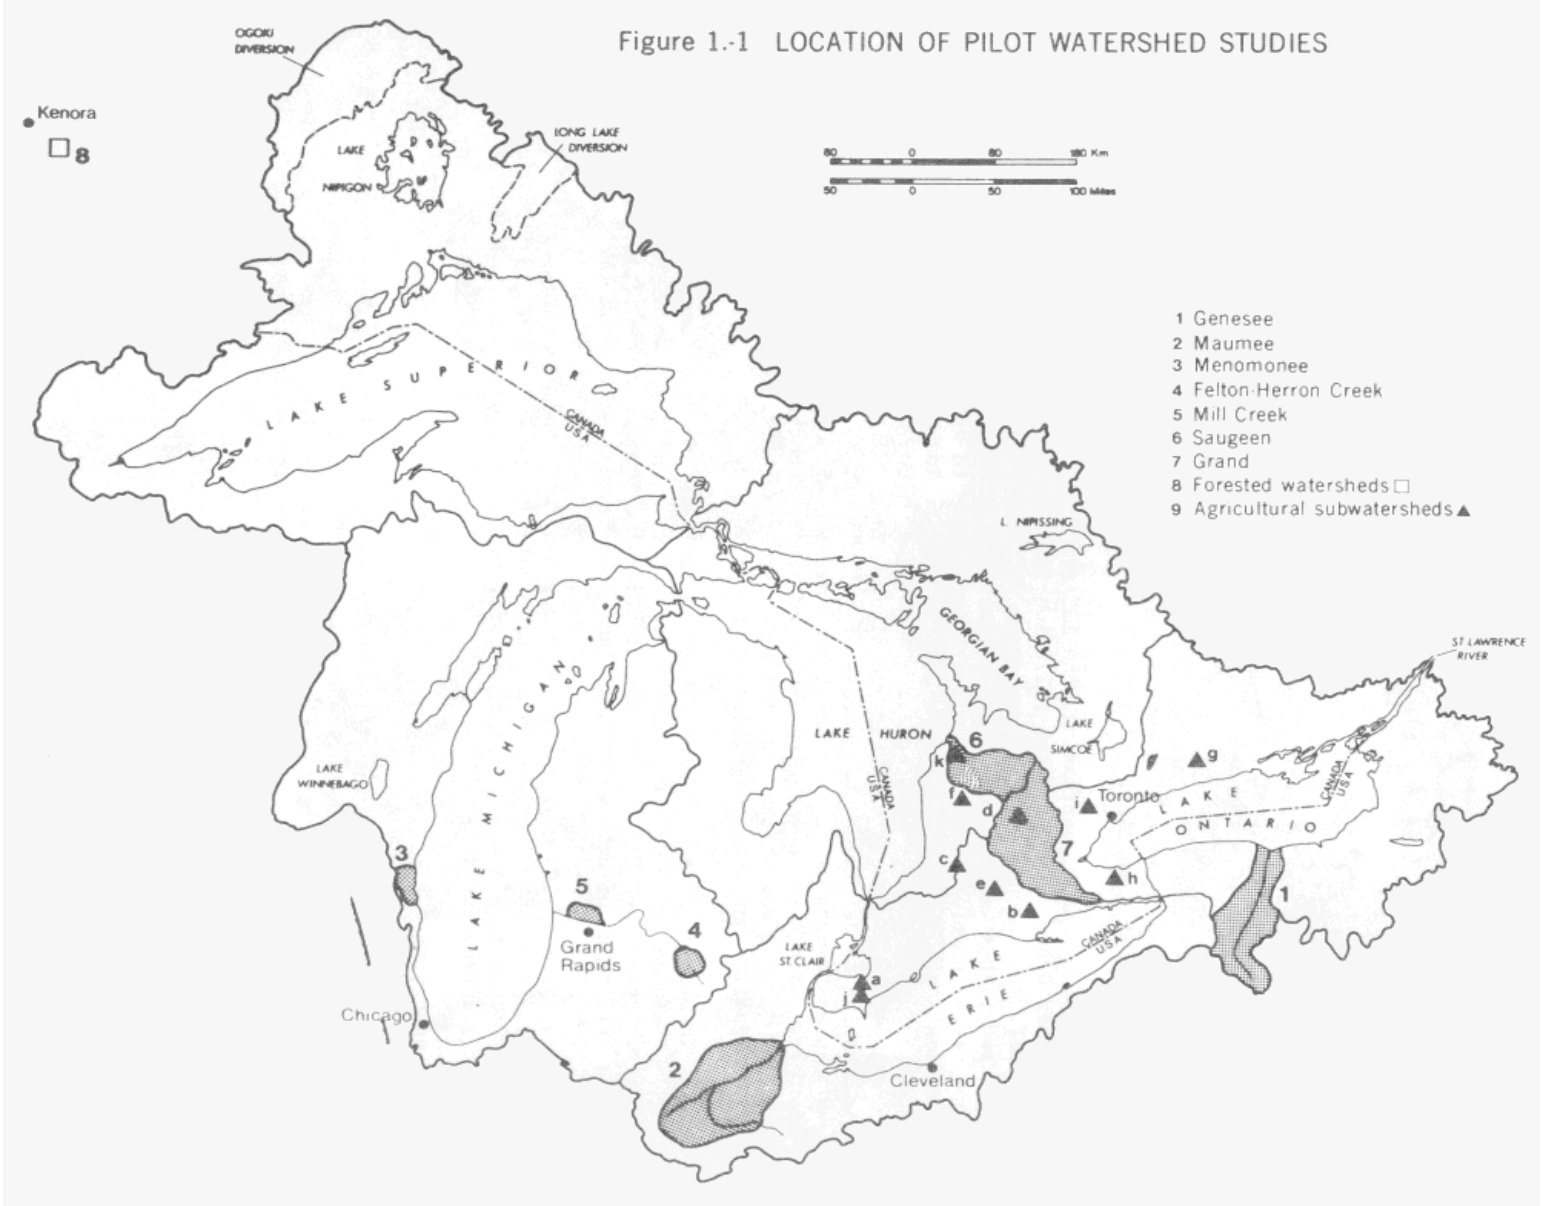 Figure 1.-1 LOCATION OF PILOT WATERSHED STUDIES
OGOKI
DIVERSION
Kenora
8
LONG LAKE
DIVERSION
LAKE
NIPIGON
80 0 80 160 Km
50 0 50 100 Miles
1 Genesee
2 Maumee
3 Menomonee
4 Felton-Herron Creek
5 Mill Creek
6 Saugeen
7 Grand
8 Forested watersheds
9 Agricultural subwatersheds
LAKE SUPERIOR
CANADA
USA
L. NIPISSING
GEORGIAN BAY
ST LAWRENCE
RIVER
LAKE MICHIGAN
LAKE HURON
CANADA
USA
LAKE
SIMCOE
LAKE
WINNEBAGO
6
k
g
f
d
i
Toronto
LAKE
ONTARIO
CANADA
USA
3
7
c
e
h
b
1
5
Grand
Rapids
4
LAKE
ST. CLAIR
a
j
LAKE
ERIE
CANADA
USA
Chicago
2
Cleveland